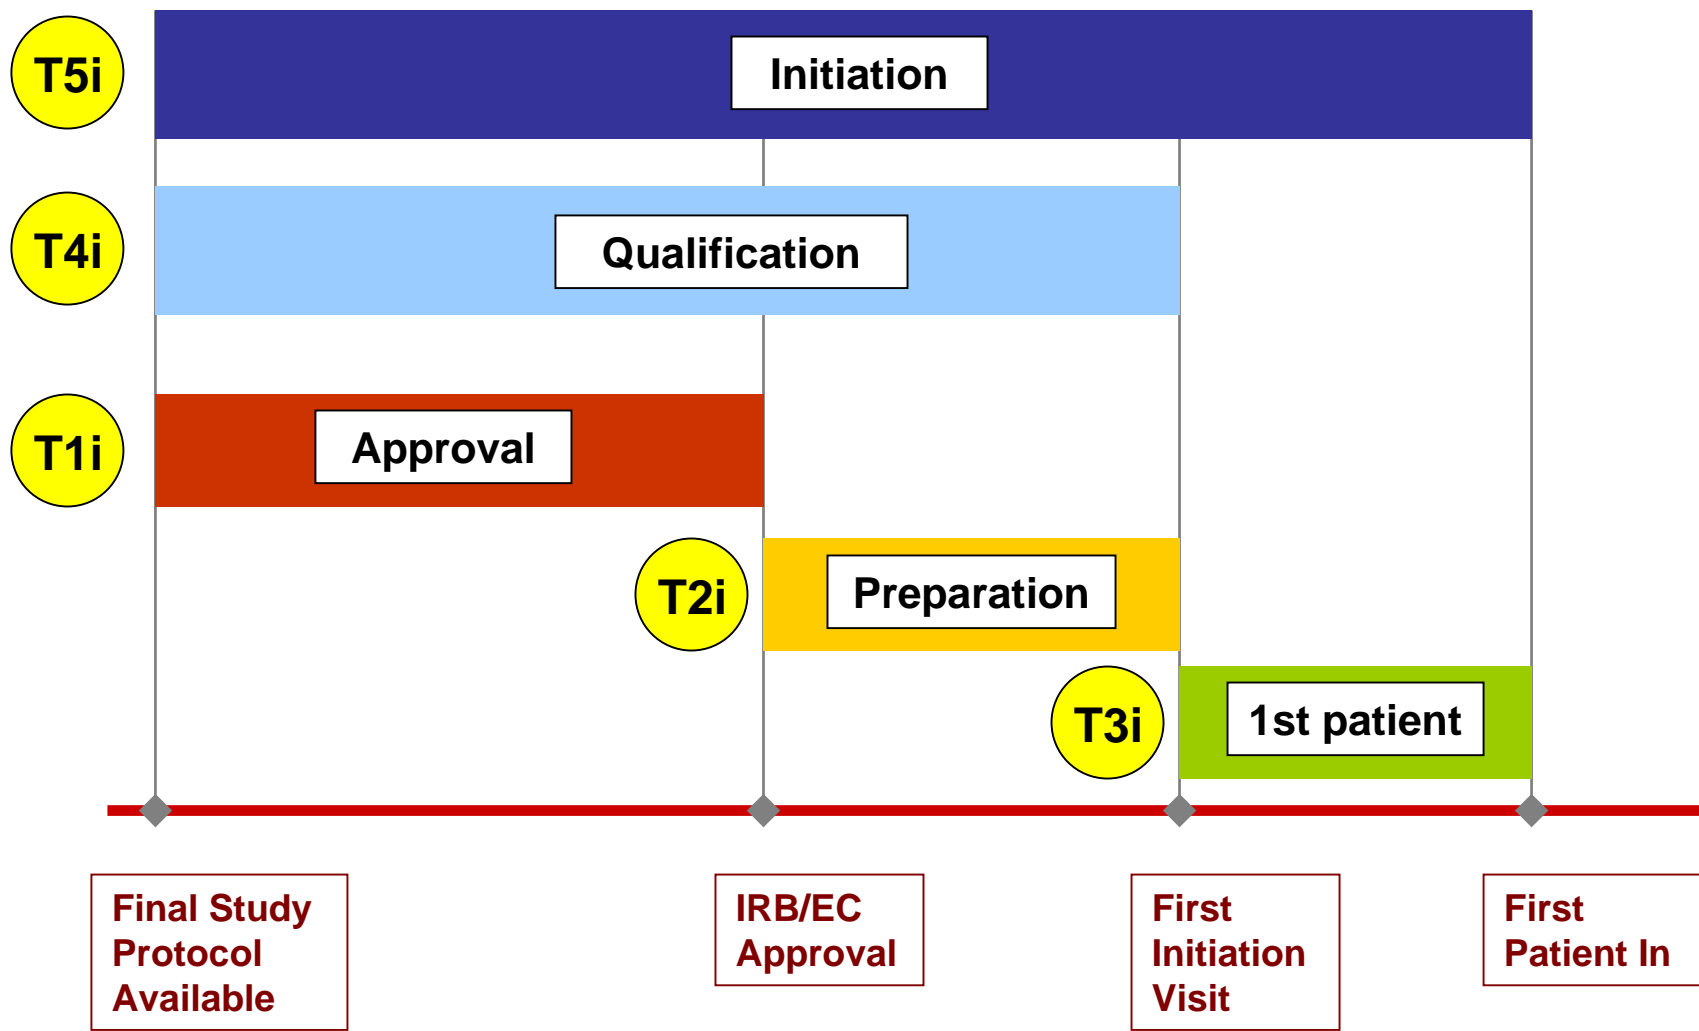 T5i
Initiation
T4i
Qualification
T1i
Approval
T2i
Preparation
T3i
1st patient
Final Study
Protocol
Available
IRB/EC
Approval
First
Initiation
Visit
First
Patient In